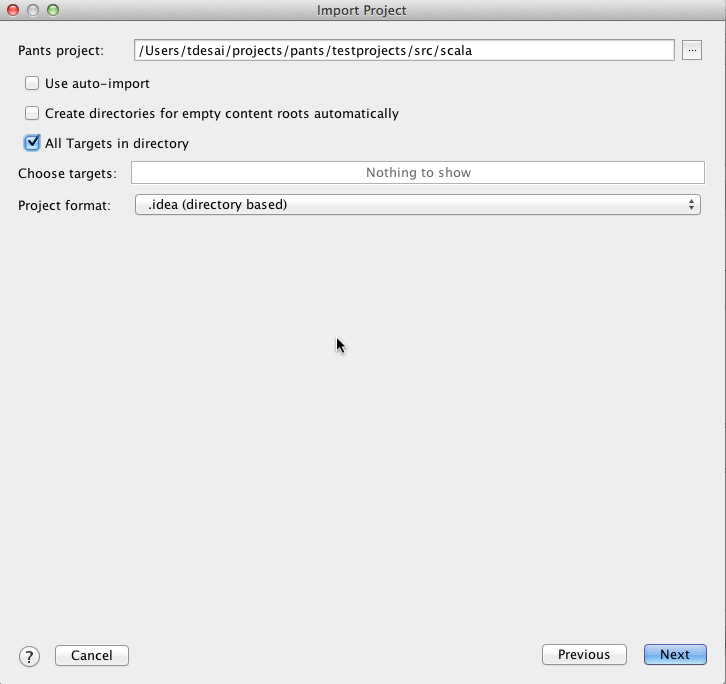 Import Project
Pants project: /Users/tdesai/projects/pants/testprojects/src/scala ...
Use auto-import
Create directories for empty content roots automatically
All Targets in directory
Choose targets: Nothing to show
Project format: .idea (directory based)
? Cancel Previous Next